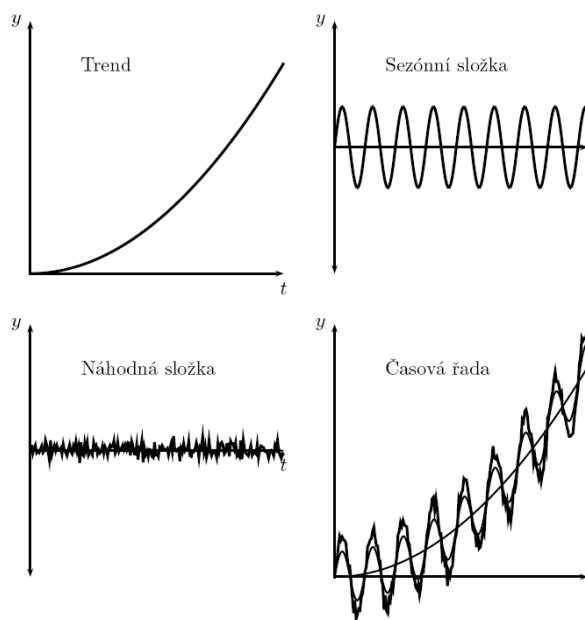 y
Trend
t
y
Sezónní složka
y
Náhodná složka
t
y
Časová řada